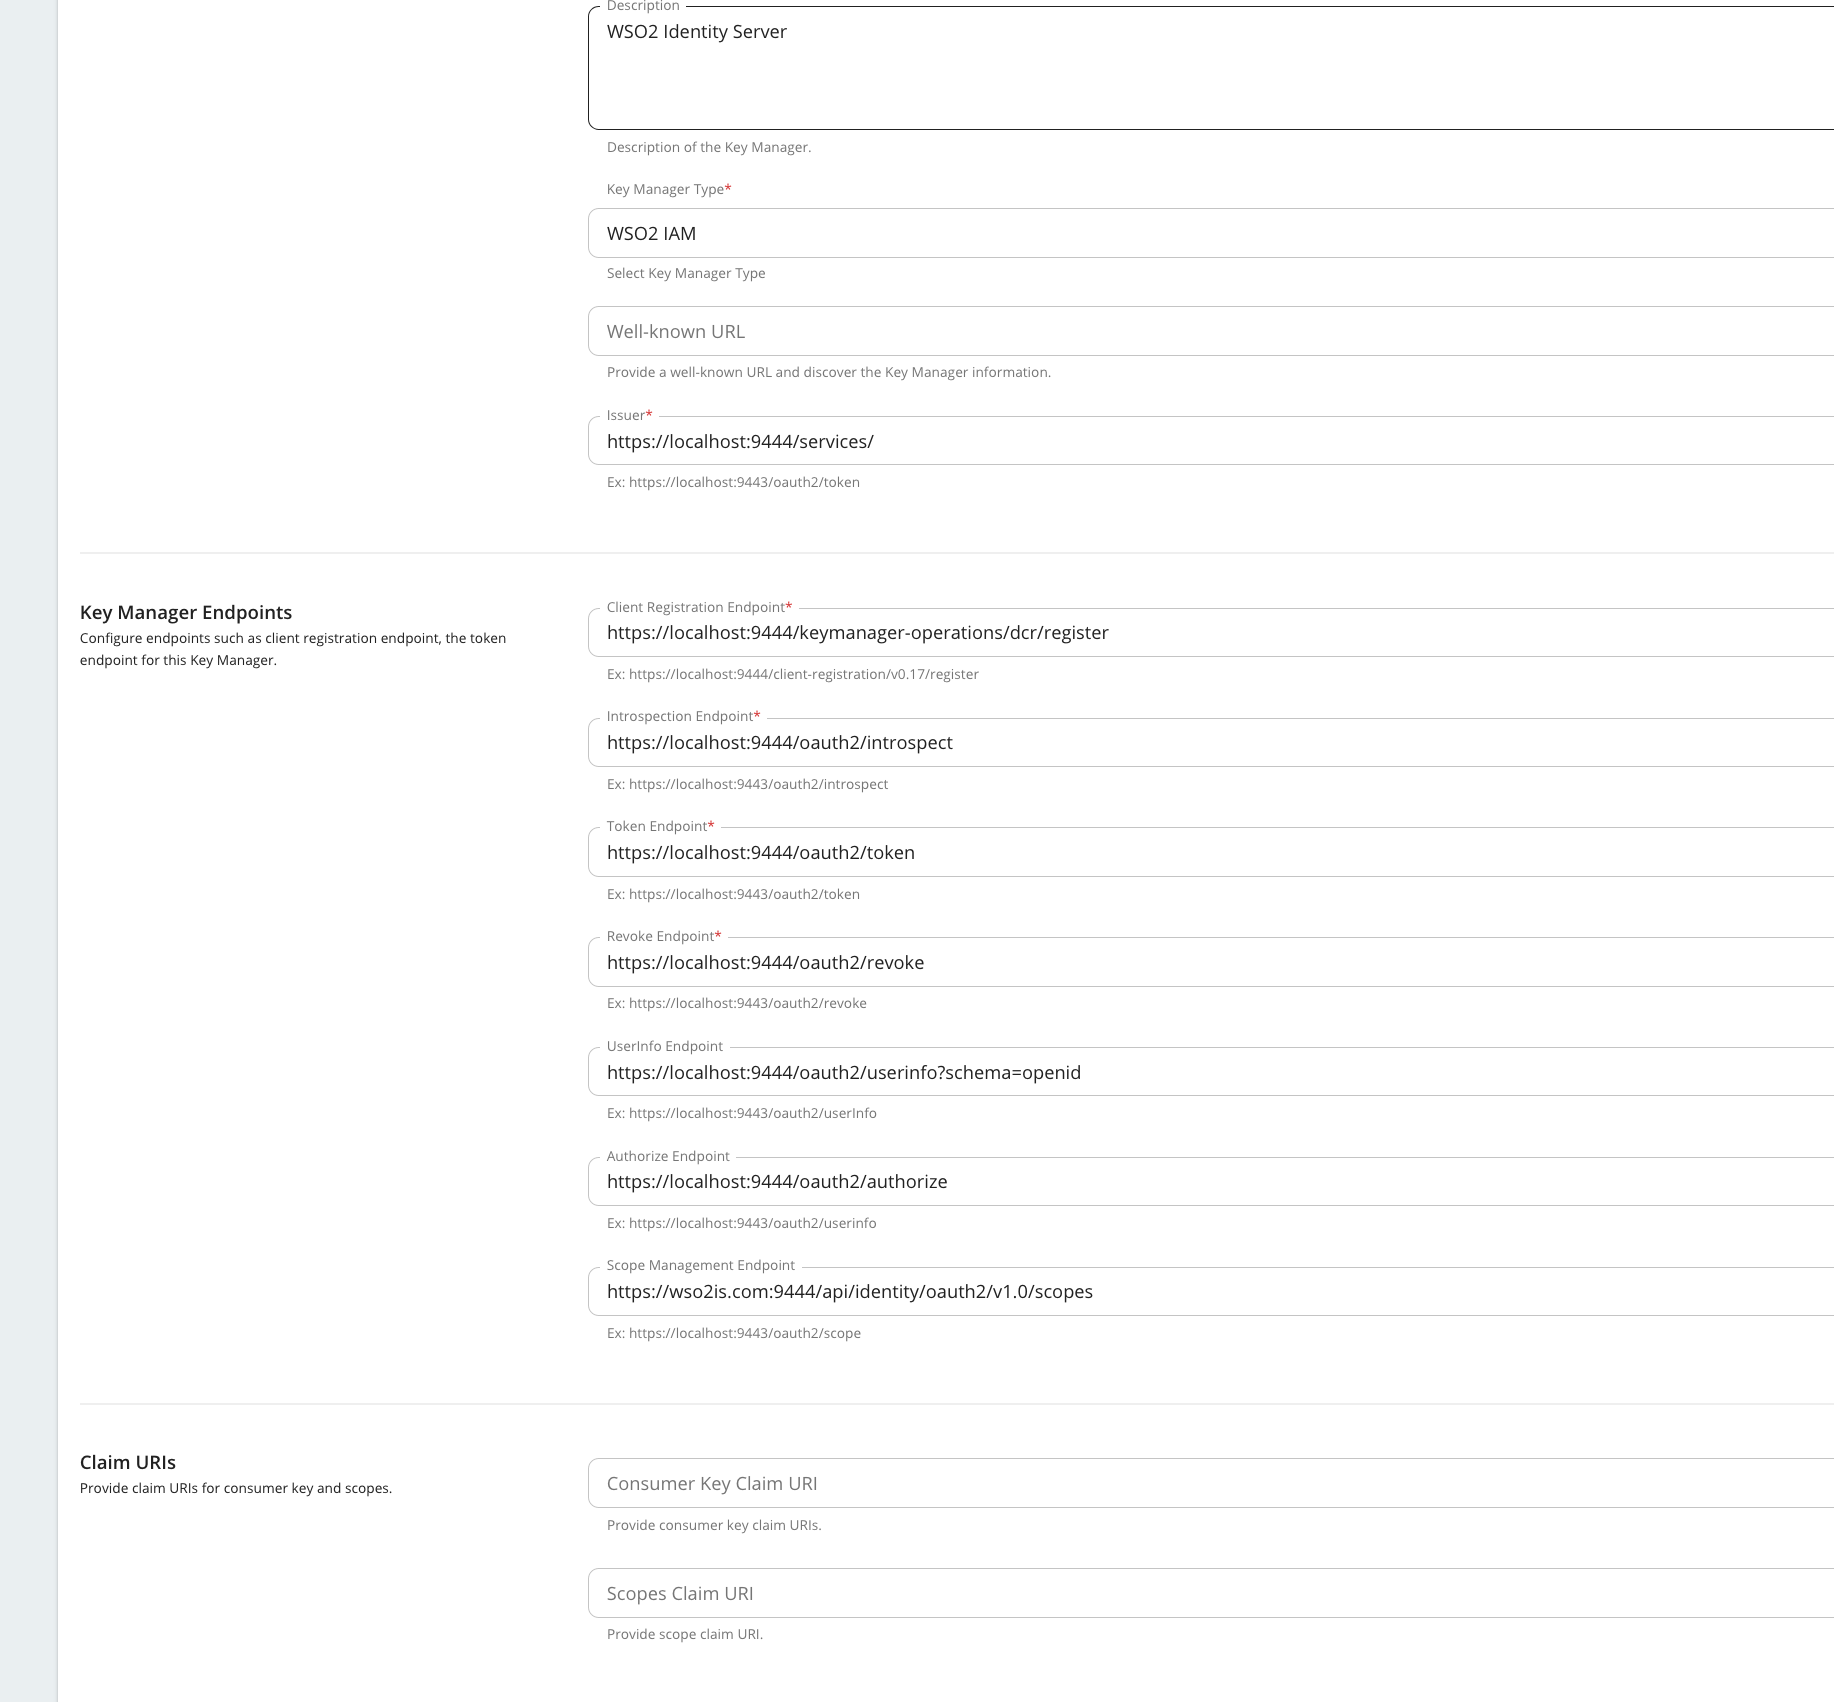 Description
WSO2 Identity Server
Description of the Key Manager.
Key Manager Type*
WSO2 IAM
Select Key Manager Type
Well-known URL
Provide a well-known URL and discover the Key Manager information.
Issuer*
https://localhost:9444/services/
Ex: https://localhost:9443/oauth2/token
Key Manager Endpoints
Configure endpoints such as client registration endpoint, the token
endpoint for this Key Manager.
Client Registration Endpoint*
https://localhost:9444/keymanager-operations/dcr/register
Ex: https://localhost:9444/client-registration/v0.17/register
Introspection Endpoint*
https://localhost:9444/oauth2/introspect
Ex: https://localhost:9443/oauth2/introspect
Token Endpoint*
https://localhost:9444/oauth2/token
Ex: https://localhost:9443/oauth2/token
Revoke Endpoint*
https://localhost:9444/oauth2/revoke
Ex: https://localhost:9443/oauth2/revoke
UserInfo Endpoint
https://localhost:9444/oauth2/userinfo?schema=openid
Ex: https://localhost:9443/oauth2/userInfo
Authorize Endpoint
https://localhost:9444/oauth2/authorize
Ex: https://localhost:9443/oauth2/userinfo
Scope Management Endpoint
https://wso2is.com:9444/api/identity/oauth2/v1.0/scopes
Ex: https://localhost:9443/oauth2/scope
Claim URIs
Provide claim URIs for consumer key and scopes.
Consumer Key Claim URI
Provide consumer key claim URIs.
Scopes Claim URI
Provide scope claim URI.